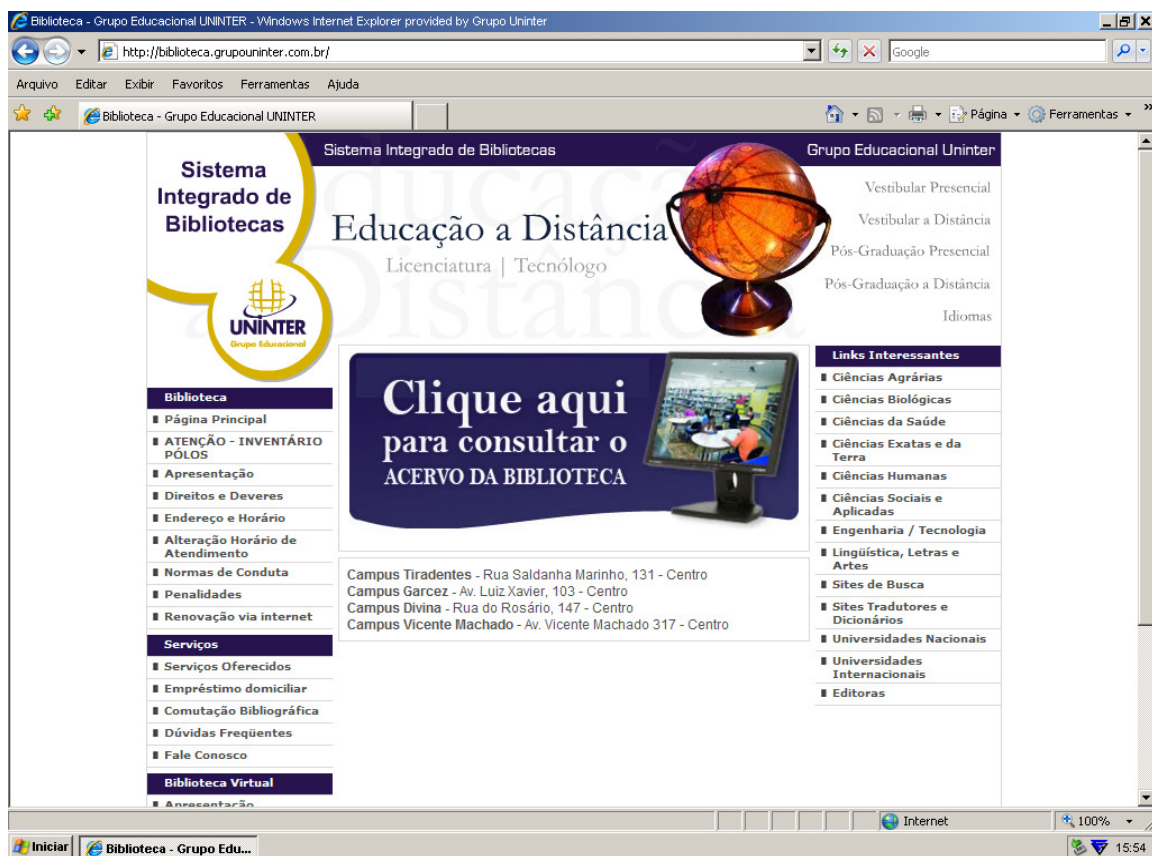 Biblioteca - Grupo Educacional UNINTER - Windows Internet Explorer provided by Grupo Uninter
http://biblioteca.grupouninter.com.br/
Google
Arquivo Editar Exibir Favoritos Ferramentas Ajuda
Biblioteca - Grupo Educacional UNINTER
Página
Ferramentas
Sistema Integrado de Bibliotecas
UNINTER
Grupo Educacional
Sistema Integrado de Bibliotecas
Grupo Educacional Uninter
Educação a Distância
Educação a Distância
Licenciatura | Tecnólogo
Vestibular Presencial
Vestibular a Distância
Pós-Graduação Presencial
Pós-Graduação a Distância
Idiomas
Biblioteca
Página Principal
ATENÇÃO - INVENTÁRIO
PÓLOS
Apresentação
Direitos e Deveres
Endereço e Horário
Alteração Horário de
Atendimento
Normas de Conduta
Penalidades
Renovação via internet
Serviços
Serviços Oferecidos
Empréstimo domiciliar
Comutação Bibliográfica
Dúvidas Freqüentes
Fale Conosco
Biblioteca Virtual
Apresentação
Clique aqui
para consultar o
ACERVO DA BIBLIOTECA
Campus Tiradentes - Rua Saldanha Marinho, 131 - Centro
Campus Garcez - Av. Luiz Xavier, 103 - Centro
Campus Divina - Rua do Rosário, 147 - Centro
Campus Vicente Machado - Av. Vicente Machado 317 - Centro
Links Interessantes
Ciências Agrárias
Ciências Biológicas
Ciências da Saúde
Ciências Exatas e da
Terra
Ciências Humanas
Ciências Sociais e
Aplicadas
Engenharia / Tecnologia
Lingüística, Letras e
Artes
Sites de Busca
Sites Tradutores e
Dicionários
Universidades Nacionais
Universidades
Internacionais
Editoras
Internet
100%
Iniciar
Biblioteca - Grupo Edu...
15:54